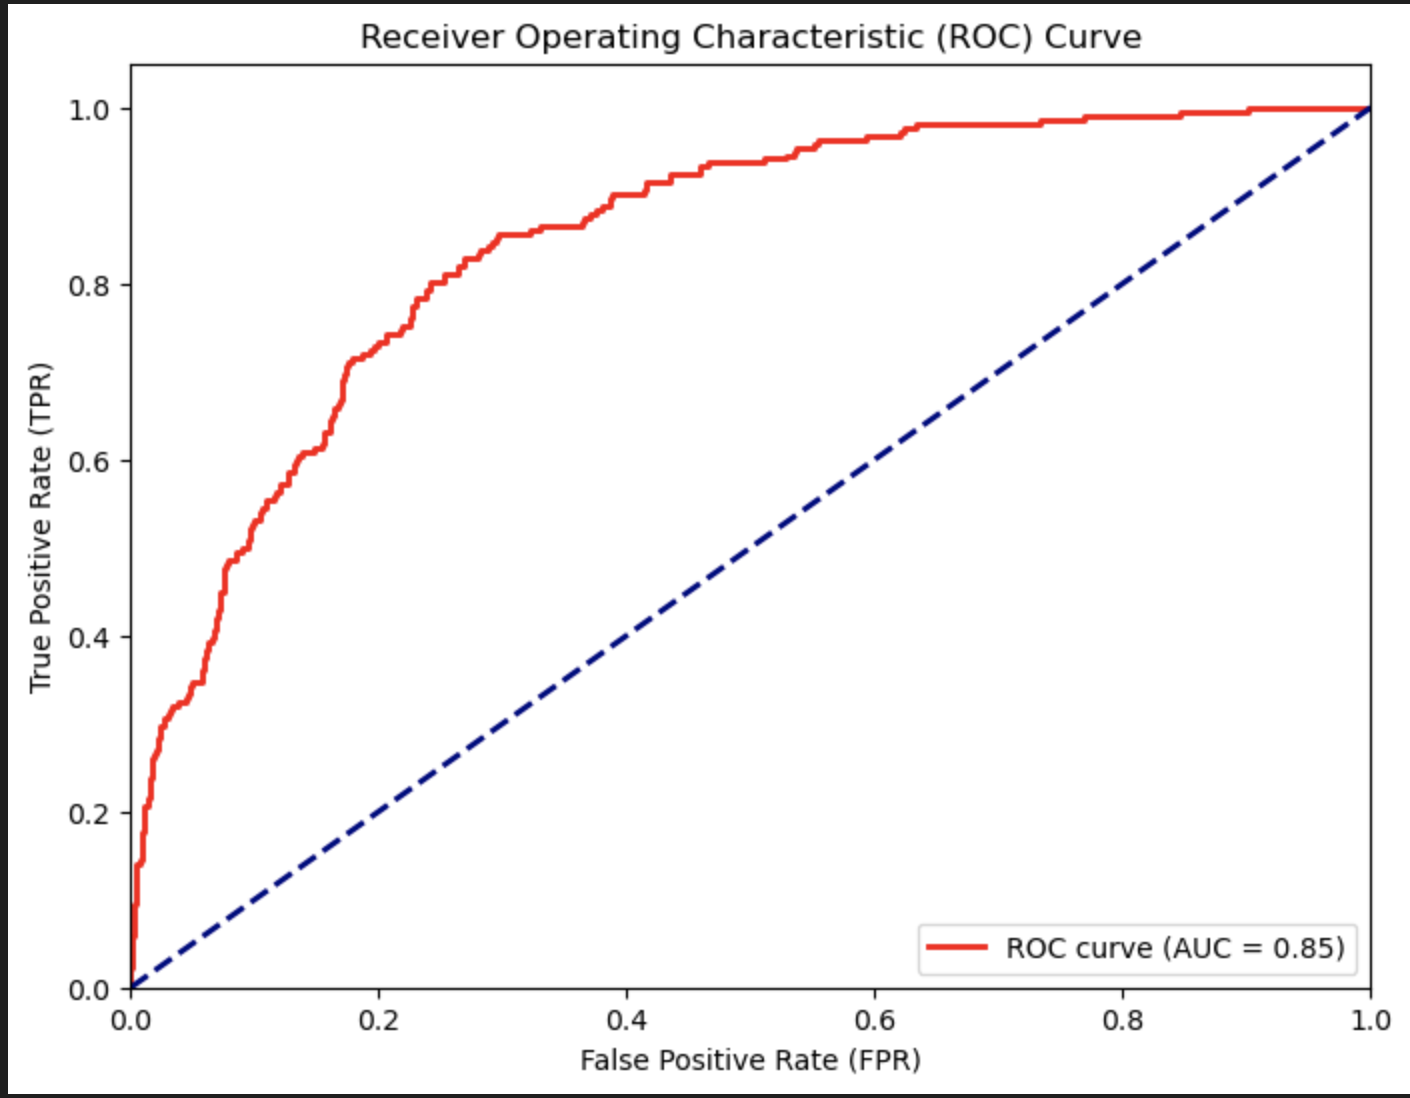 Receiver Operating Characteristic (ROC) Curve
True Positive Rate (TPR)
1.0
0.8
0.6
0.4
0.2
0.0
ROC curve (AUC = 0.85)
0.0 0.2 0.4 0.6 0.8 1.0
False Positive Rate (FPR)